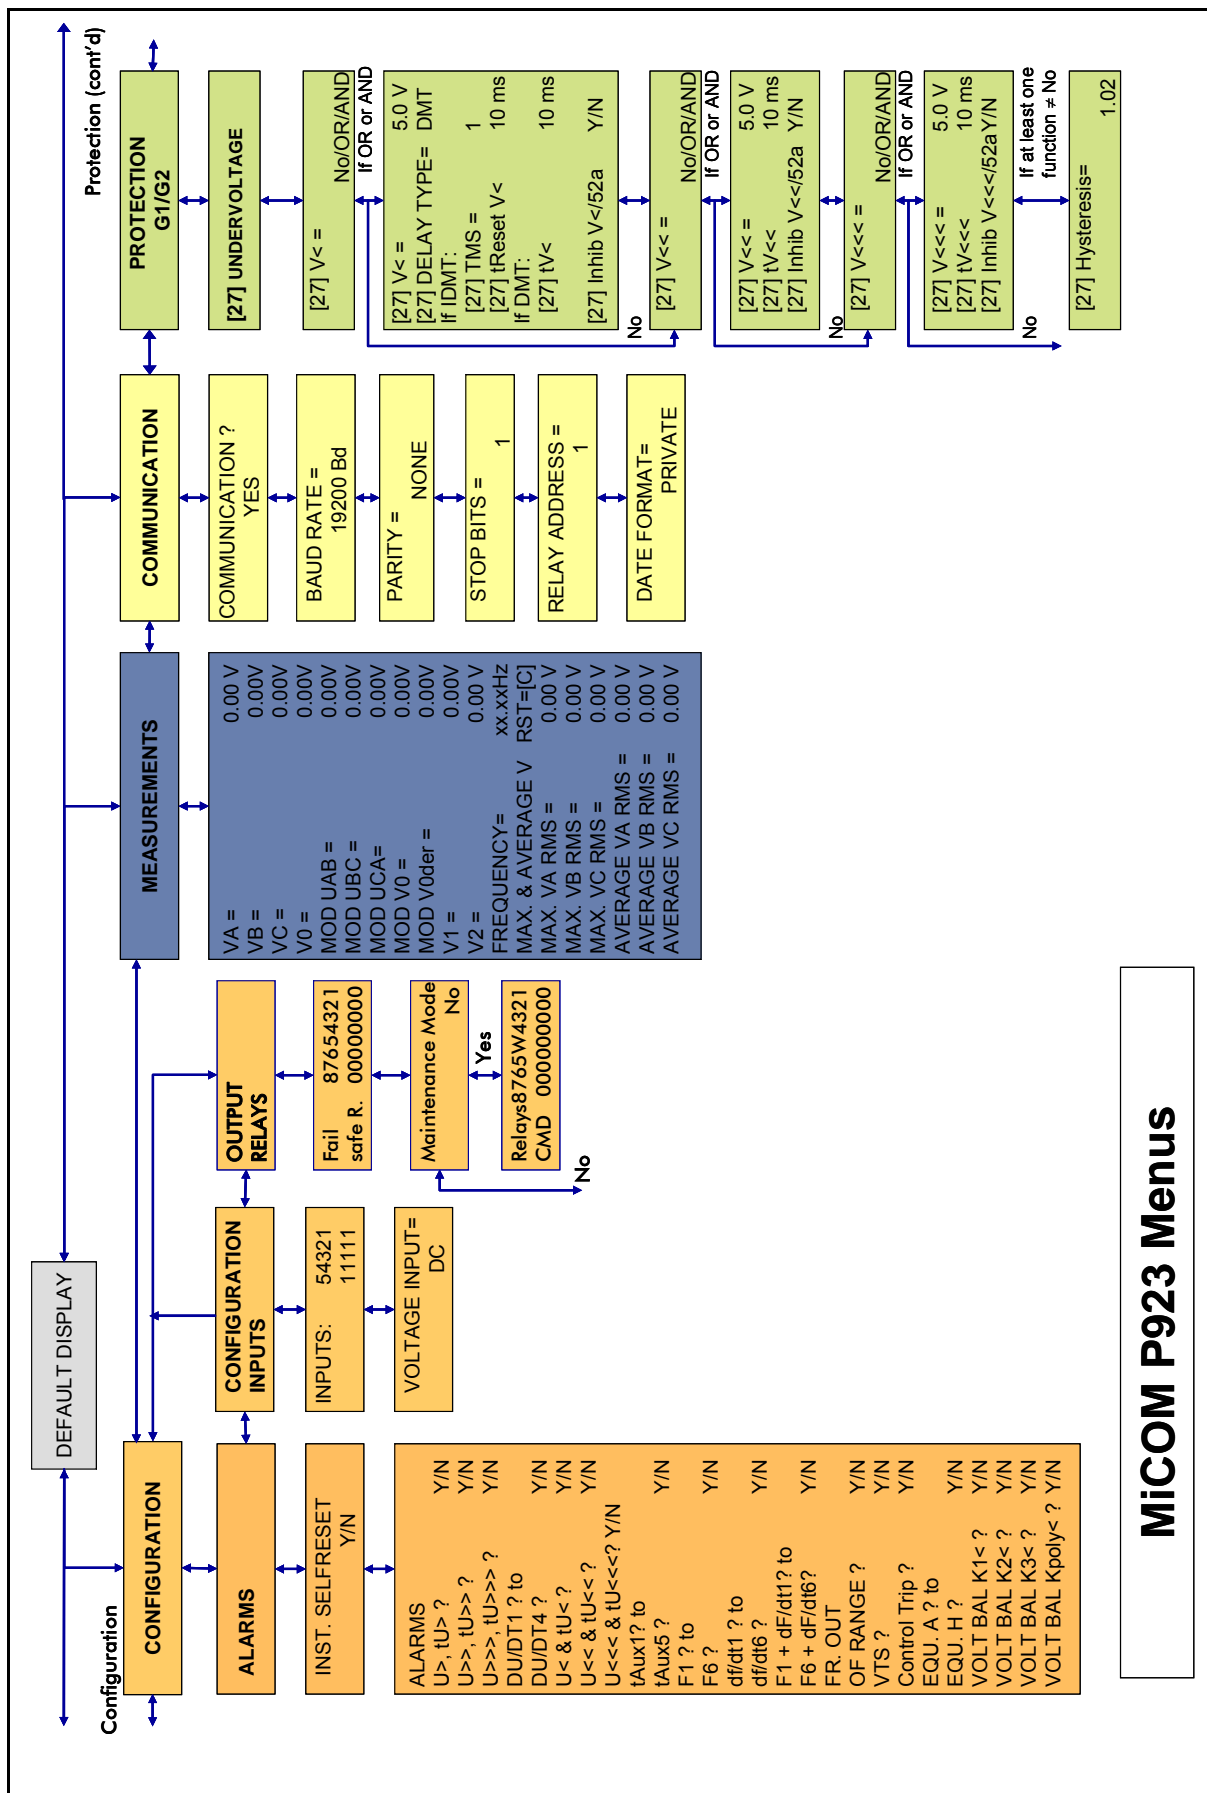 DEFAULT DISPLAY
Configuration
CONFIGURATION
ALARMS
INST. SELFRESET
Y/N
ALARMS
U>, tU> ? Y/N
U>>, tU>> ? Y/N
U>>>, tU>>> ? Y/N
DU/DT1 ? to
DU/DT4 ? Y/N
U< & tU<? Y/N
U<< & tU<< ? Y/N
U<<< & tU<<<? Y/N
tAux1? to
tAux5 ? Y/N
F1 ? to
F6 ? Y/N
df/dt1 ? to
df/dt6 ? Y/N
F1 + dF/dt1? to
F6 + dF/dt6? Y/N
FR. OUT
OF RANGE ? Y/N
VTS ? Y/N
Control Trip ? Y/N
EQU. A ? to
EQU. H ? Y/N
VOLT BAL K1< ? Y/N
VOLT BAL K2< ? Y/N
VOLT BAL K3< ? Y/N
VOLT BAL Kpoly< ? Y/N
CONFIGURATION
INPUTS
INPUTS: 54321
11111
VOLTAGE INPUT=
DC
OUTPUT
RELAYS
Fail 87654321
safe R. 00000000
Maintenance Mode
No
Yes
No
Relays8765W4321
CMD 000000000
MEASUREMENTS
VA = 0.00 V
VB = 0.00V
VC = 0.00V
V0 = 0.00V
MOD UAB = 0.00V
MOD UBC = 0.00V
MOD UCA= 0.00V
MOD V0 = 0.00V
MOD V0der = 0.00V
V1 = 0.00V
V2 = 0.00 V
FREQUENCY= xx.xxHz
MAX. & AVERAGE V RST=[C]
MAX. VA RMS = 0.00 V
MAX. VB RMS = 0.00 V
MAX. VC RMS = 0.00 V
AVERAGE VA RMS = 0.00 V
AVERAGE VB RMS = 0.00 V
AVERAGE VC RMS = 0.00 V
COMMUNICATION
COMMUNICATION ?
YES
BAUD RATE =
19200 Bd
PARITY =
NONE
STOP BITS =
1
RELAY ADDRESS =
1
DATE FORMAT=
PRIVATE
Protection (cont'd)
PROTECTION
G1/G2
[27] UNDERVOLTAGE
[27] V< =
No/OR/AND
If OR or AND
[27] V< = 5.0 V
[27] DELAY TYPE= DMT
If IDMT:
[27] TMS = 1
[27] tReset V< 10 ms
If DMT:
[27] tV< 10 ms
[27] Inhib V</52a Y/N
No
[27] V<< =
No/OR/AND
If OR or AND
[27] V<< = 5.0 V
[27] tV<< 10 ms
[27] Inhib V<</52a Y/N
No
[27] V<<< =
No/OR/AND
If OR or AND
[27] V<<< = 5.0 V
[27] tV<<< 10 ms
[27] Inhib V<<</52aY/N
No
If at least one
function ≠ No
[27] Hysteresis=
1.02
MiCOM P923 Menus